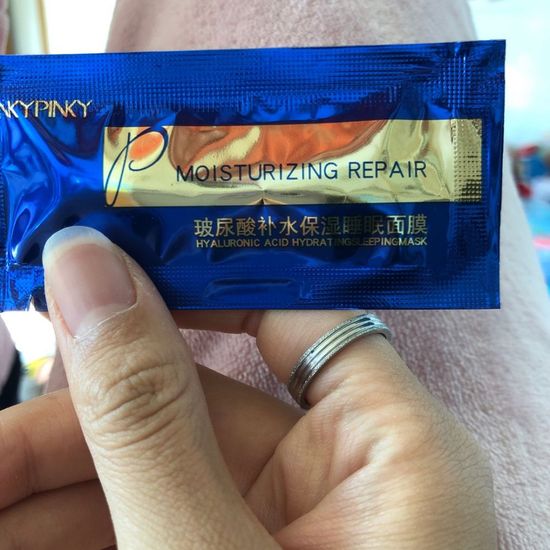 NKYPINKY
P
MOISTURIZING REPAIR
玻尿酸补水保湿睡眠面膜
HYALURONIC ACID HYDRATINGSLEEPINGMASK